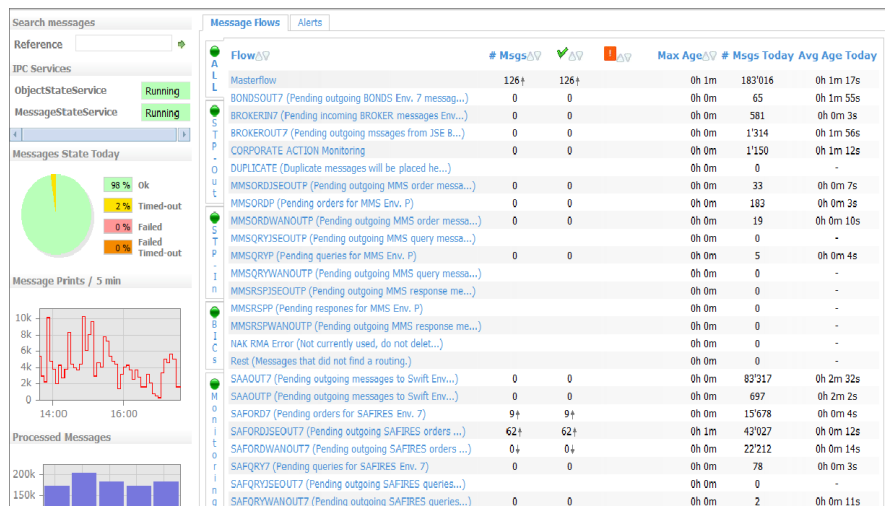 Search messages
Reference
IPC Services
ObjectStateService Running
MessageStateService Running
Messages State Today
98 % Ok
2 % Timed-out
0 % Failed
0 % Failed Timed-out
Message Prints / 5 min
10k
8k
6k
4k
2k
0
14:00 16:00
Processed Messages
200k
150k
Message Flows Alerts
ALL
STP-Out
STP-In
BICs
Monitoring
Flow # Msgs Max Age # Msgs Today Avg Age Today
Masterflow 126 126 0h 1m 183'016 0h 1m 17s
BONDSOUT7 (Pending outgoing BONDS Env. 7 messag...) 0 0 0h 0m 65 0h 1m 55s
BROKERIN7 (Pending incoming BROKER messages Env...) 0 0 0h 0m 581 0h 0m 3s
BROKEROUT7 (Pending outgoing mssages from JSE B...) 0 0 0h 0m 1'314 0h 1m 56s
CORPORATE ACTION Monitoring 0 0 0h 0m 1'150 0h 1m 12s
DUPLICATE (Duplicate messages will be placed he...) 0h 0m 0 -
MMSORDJSEOUTP (Pending outgoing MMS order messa...) 0 0 0h 0m 33 0h 0m 7s
MMSORDP (Pending orders for MMS Env. P) 0 0 0h 0m 183 0h 0m 3s
MMSORDWANOUTP (Pending outgoing MMS order messa...) 0 0 0h 0m 19 0h 0m 10s
MMSQRYJSEOUTP (Pending outgoing MMS query messa...) 0h 0m 0 -
MMSQRYP (Pending queries for MMS Env. P) 0 0 0h 0m 5 0h 0m 4s
MMSQRYWANOUTP (Pending outgoing MMS query messa...) 0h 0m 0 -
MMSRSPJSEOUTP (Pending outgoing MMS response me...) 0h 0m 0 -
MMSRSPP (Pending respones for MMS Env. P) 0h 0m 0 -
MMSRSPWANOUTP (Pending outgoing MMS response me...) 0h 0m 0 -
NAK RMA Error (Not currently used, do not delet...) 0h 0m 0 -
Rest (Messages that did not find a routing.) 0h 0m 0 -
SAAOUT7 (Pending outgoing messages to Swift Env...) 0 0 0h 0m 83'317 0h 2m 32s
SAAOUTP (Pending outgoing messages to Swift Env...) 0 0 0h 0m 697 0h 2m 2s
SAFORD7 (Pending orders for SAFIRES Env. 7) 9 9 0h 0m 15'678 0h 0m 4s
SAFORDJSEOUT7 (Pending outgoing SAFIRES orders ...) 62 62 0h 1m 43'027 0h 0m 12s
SAFORDWANOUT7 (Pending outgoing SAFIRES orders ...) 0 0 0h 0m 22'212 0h 0m 14s
SAFQRY7 (Pending queries for SAFIRES Env. 7) 0 0 0h 0m 78 0h 0m 3s
SAFQRYJSEOUT7 (Pending outgoing SAFIRES queries...) 0h 0m 0 -
SAFQRYWANOUT7 (Pending outgoing SAFIRES queries...) 0 0 0h 0m 2 0h 0m 11s